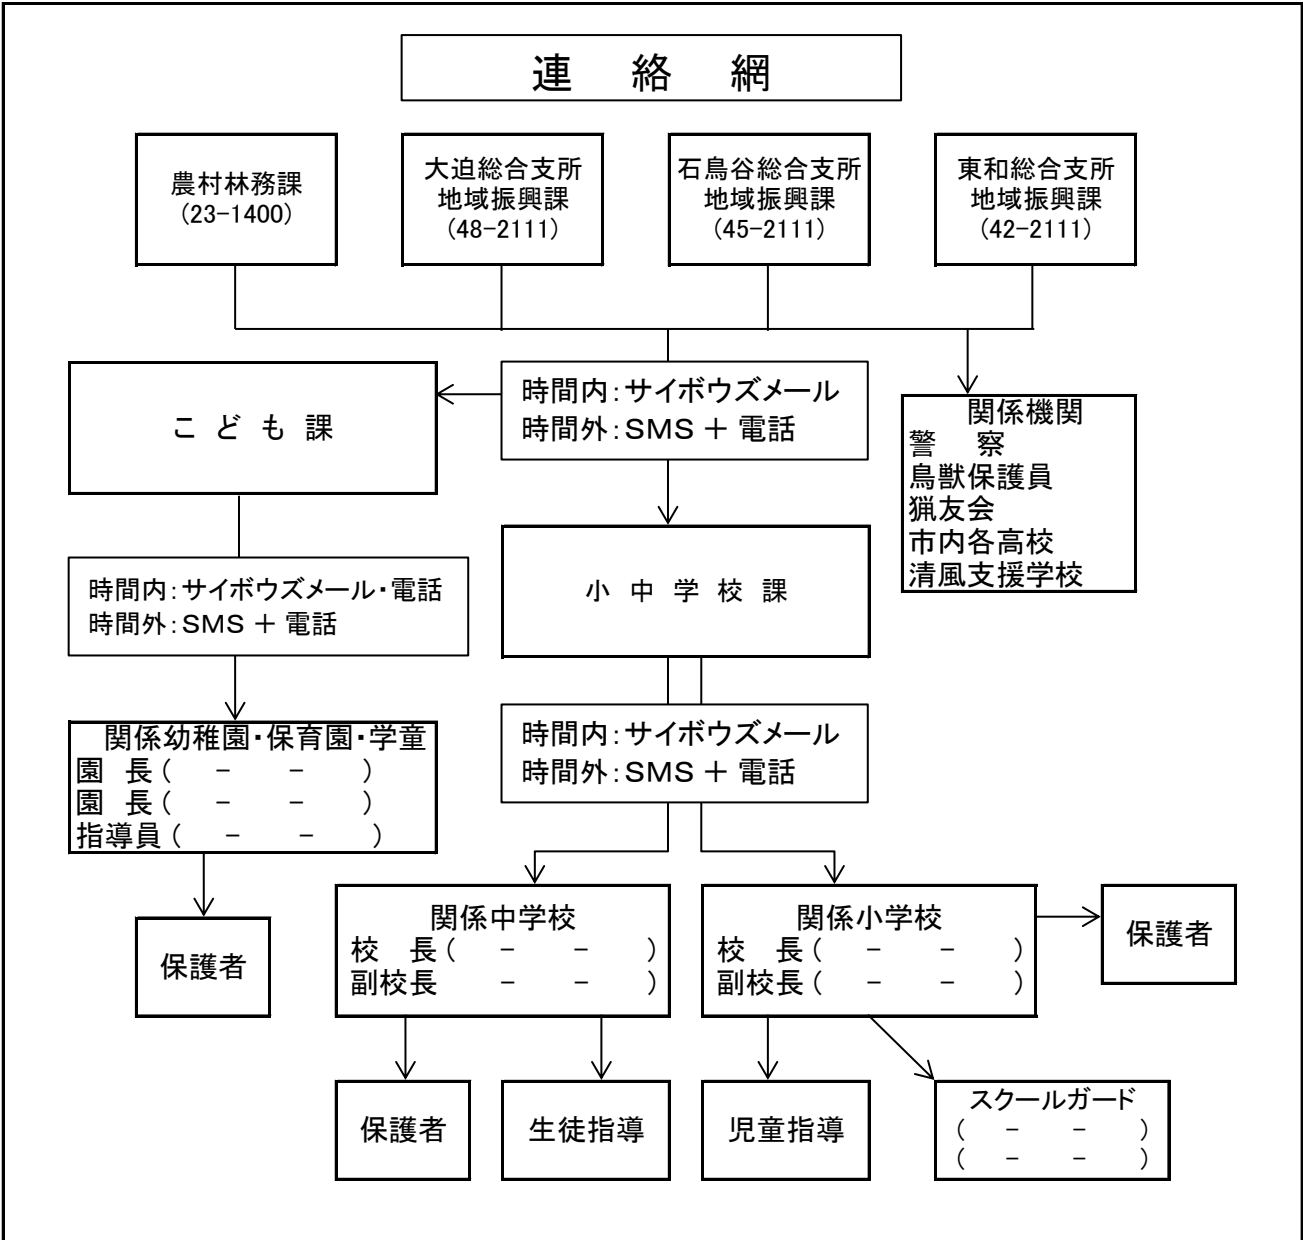 連 絡 網
農村林務課
(23-1400)
大迫総合支所
地域振興課
(48-2111)
石鳥谷総合支所
地域振興課
(45-2111)
東和総合支所
地域振興課
(42-2111)
こ ど も 課
時間内:サイボウズメール
時間外:SMS + 電話
関係機関
警 察
鳥獣保護員
猟友会
市内各高校
清風支援学校
時間内:サイボウズメール・電話
時間外:SMS + 電話
小 中 学 校 課
関係幼稚園・保育園・学童
園 長( - - )
園 長( - - )
指導員( - - )
時間内:サイボウズメール
時間外:SMS + 電話
保護者
関係中学校
校 長( - - )
副校長 - - )
関係小学校
校 長( - - )
副校長( - - )
保護者
保護者
生徒指導
児童指導
スクールガード
( - - )
( - - )